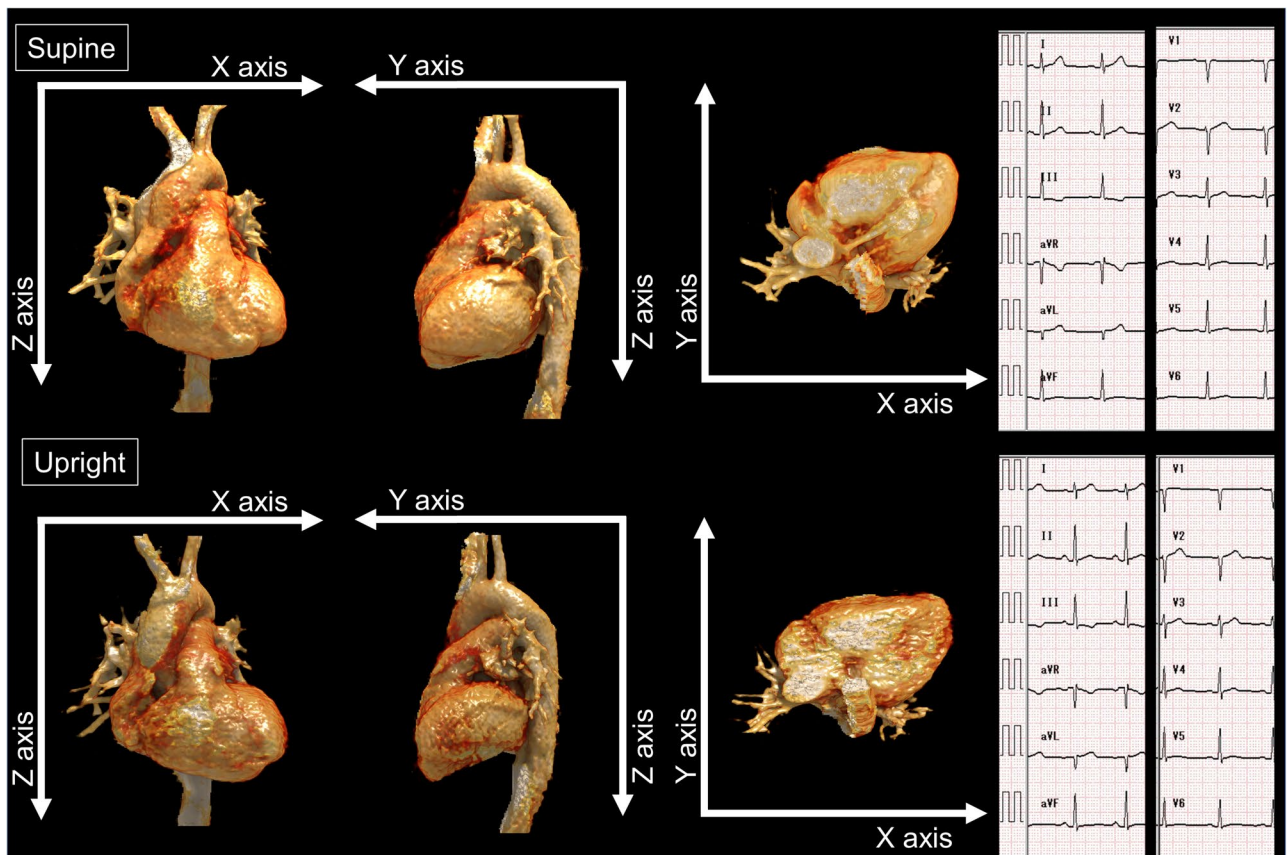 Supine
X axis
Y axis
Z axis
Z axis
Y axis
X axis
I
II
III
aVR
aVL
aVF
V1
V2
V3
V4
V5
V6
Upright
X axis
Y axis
Z axis
Z axis
Y axis
X axis
I
II
III
aVR
aVL
aVF
V1
V2
V3
V4
V5
V6